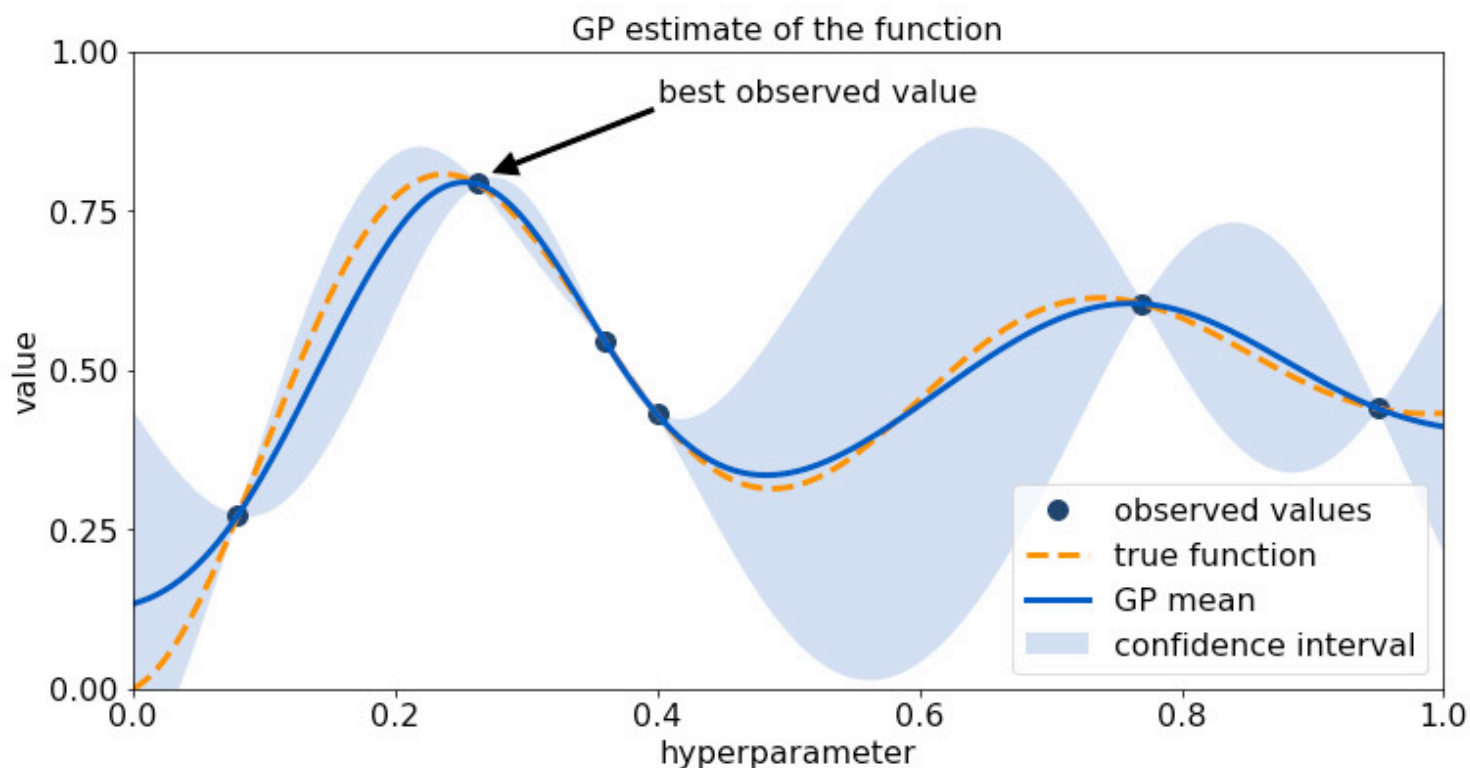 GP estimate of the function
best observed value
1.00
0.75
0.50
0.25
0.00
value
0.0 0.2 0.4 0.6 0.8 1.0
hyperparameter
observed values
true function
GP mean
confidence interval